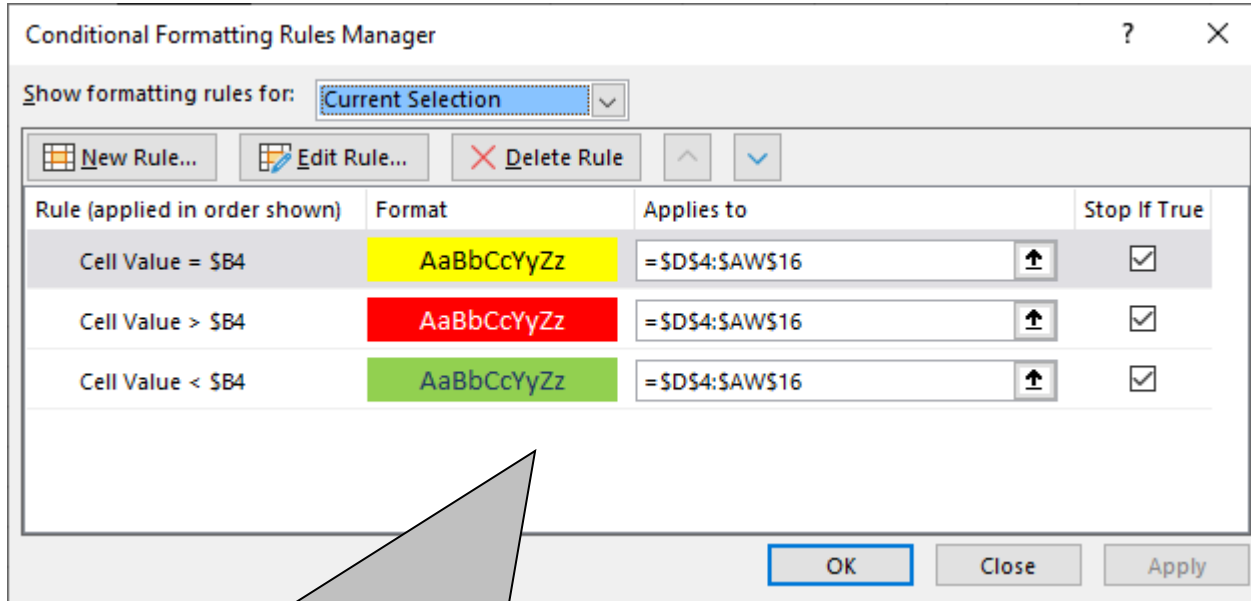 Conditional Formatting Rules Manager ?
Show formatting rules for: Current Selection
New Rule... Edit Rule... Delete Rule
Rule (applied in order shown) Format Applies to Stop If True
Cell Value = $B4 AaBbCcYyZz =$D$4:$AW$16
Cell Value > $B4 AaBbCcYyZz =$D$4:$AW$16
Cell Value < $B4 AaBbCcYyZz =$D$4:$AW$16
OK Close Apply